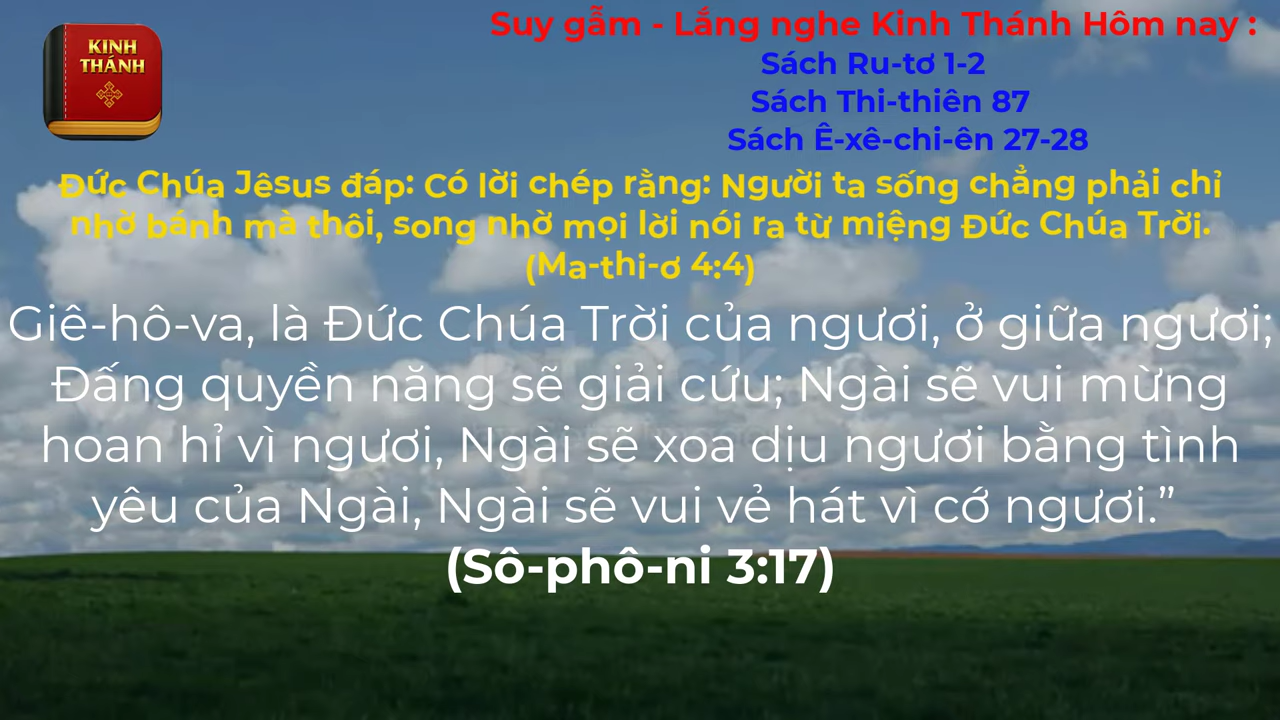 KINH
THÁNH
Suy gẫm - Lắng nghe Kinh Thánh Hôm nay :
Sách Ru-tơ 1-2
Sách Thi-thiên 87
Sách Ê-xê-chi-ên 27-28
Đức Chúa Jêsus đáp: Có lời chép rằng: Người ta sống chẳng phải chỉ
nhờ bánh mà thôi, song nhờ mọi lời nói ra từ miệng Đức Chúa Trời.
(Ma-thi-ơ 4:4)
Giê-hô-va, là Đức Chúa Trời của ngươi, ở giữa ngươi;
Đấng quyền năng sẽ giải cứu; Ngài sẽ vui mừng
hoan hỉ vì ngươi, Ngài sẽ xoa dịu ngươi bằng tình
yêu của Ngài, Ngài sẽ vui vẻ hát vì cớ ngươi.”
(Sô-phô-ni 3:17)